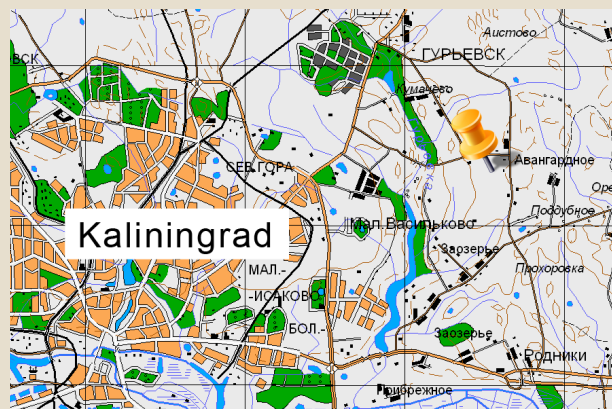 Аистово
ГУРЬЕВСК
ВСК
Кумачево
Авангардное
СЕВ.ГОРА
Поддубное
Мал.Васильково
Kaliningrad
Заозерье
Прохоровка
МАЛ.-
-ИСАКОВО
БОЛ.-
Заозерье
Родники
Прибрежное